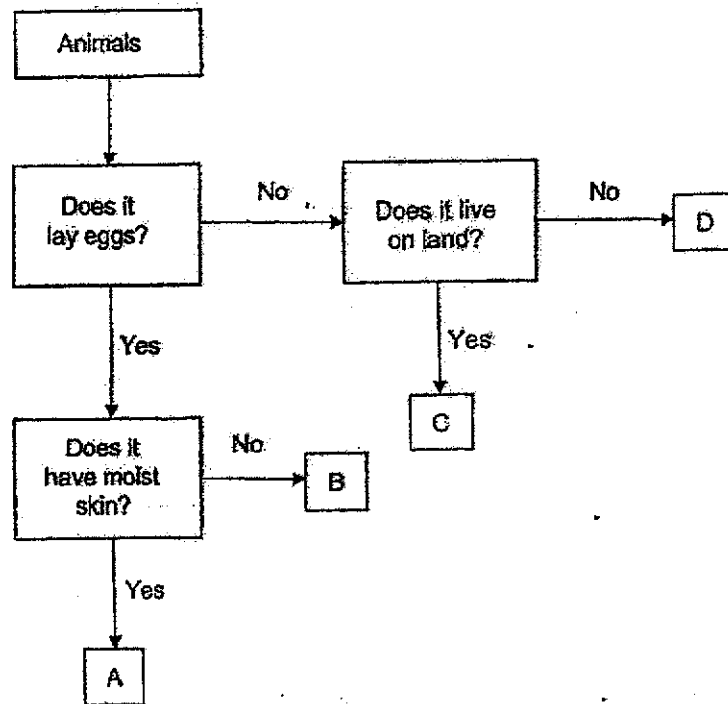 Animals
Does it
lay eggs?
No
Does it live
on land?
No
D
Yes
Yes
C
Does it
have moist
skin?
No
B
Yes
A